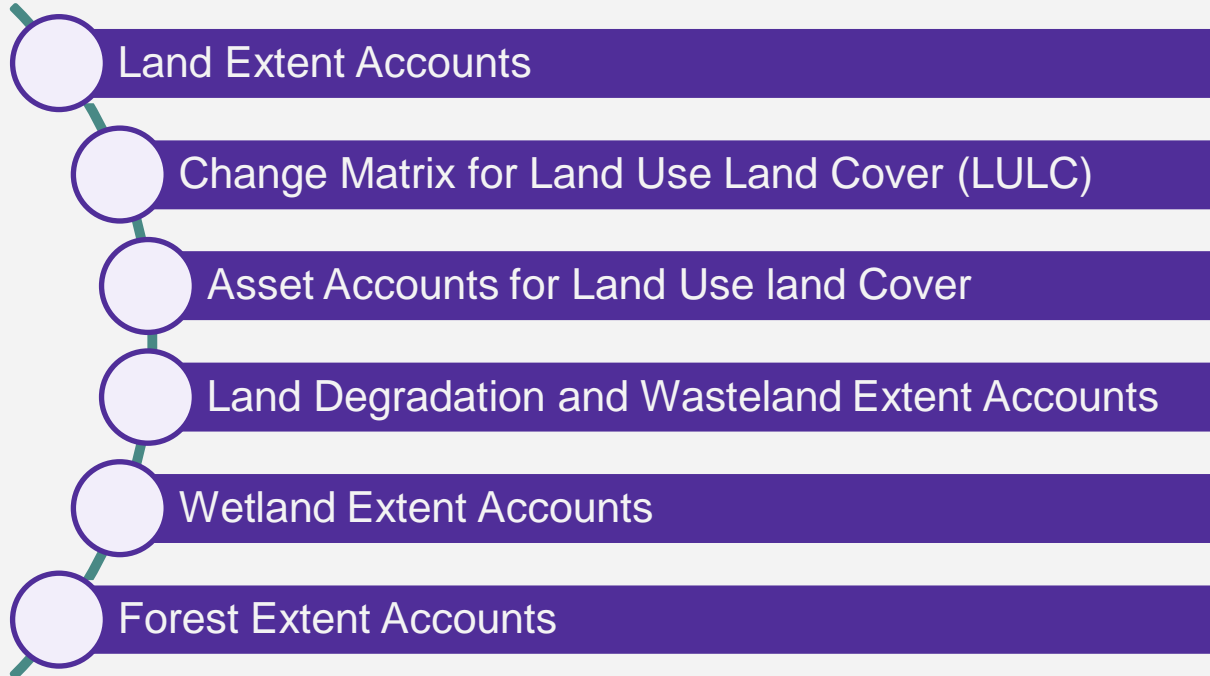 Land Extent Accounts
Change Matrix for Land Use Land Cover (LULC)
Asset Accounts for Land Use land Cover
Land Degradation and Wasteland Extent Accounts
Wetland Extent Accounts
Forest Extent Accounts